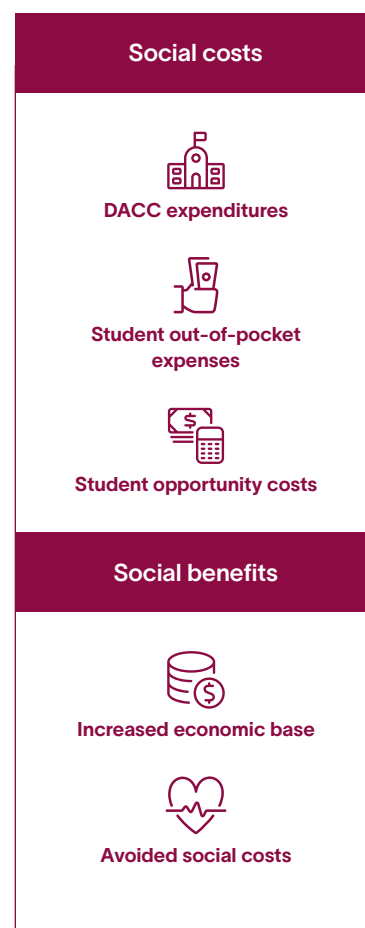 Social costs
DACC expenditures
Student out-of-pocket
expenses
Student opportunity costs
Social benefits
Increased economic base
Avoided social costs